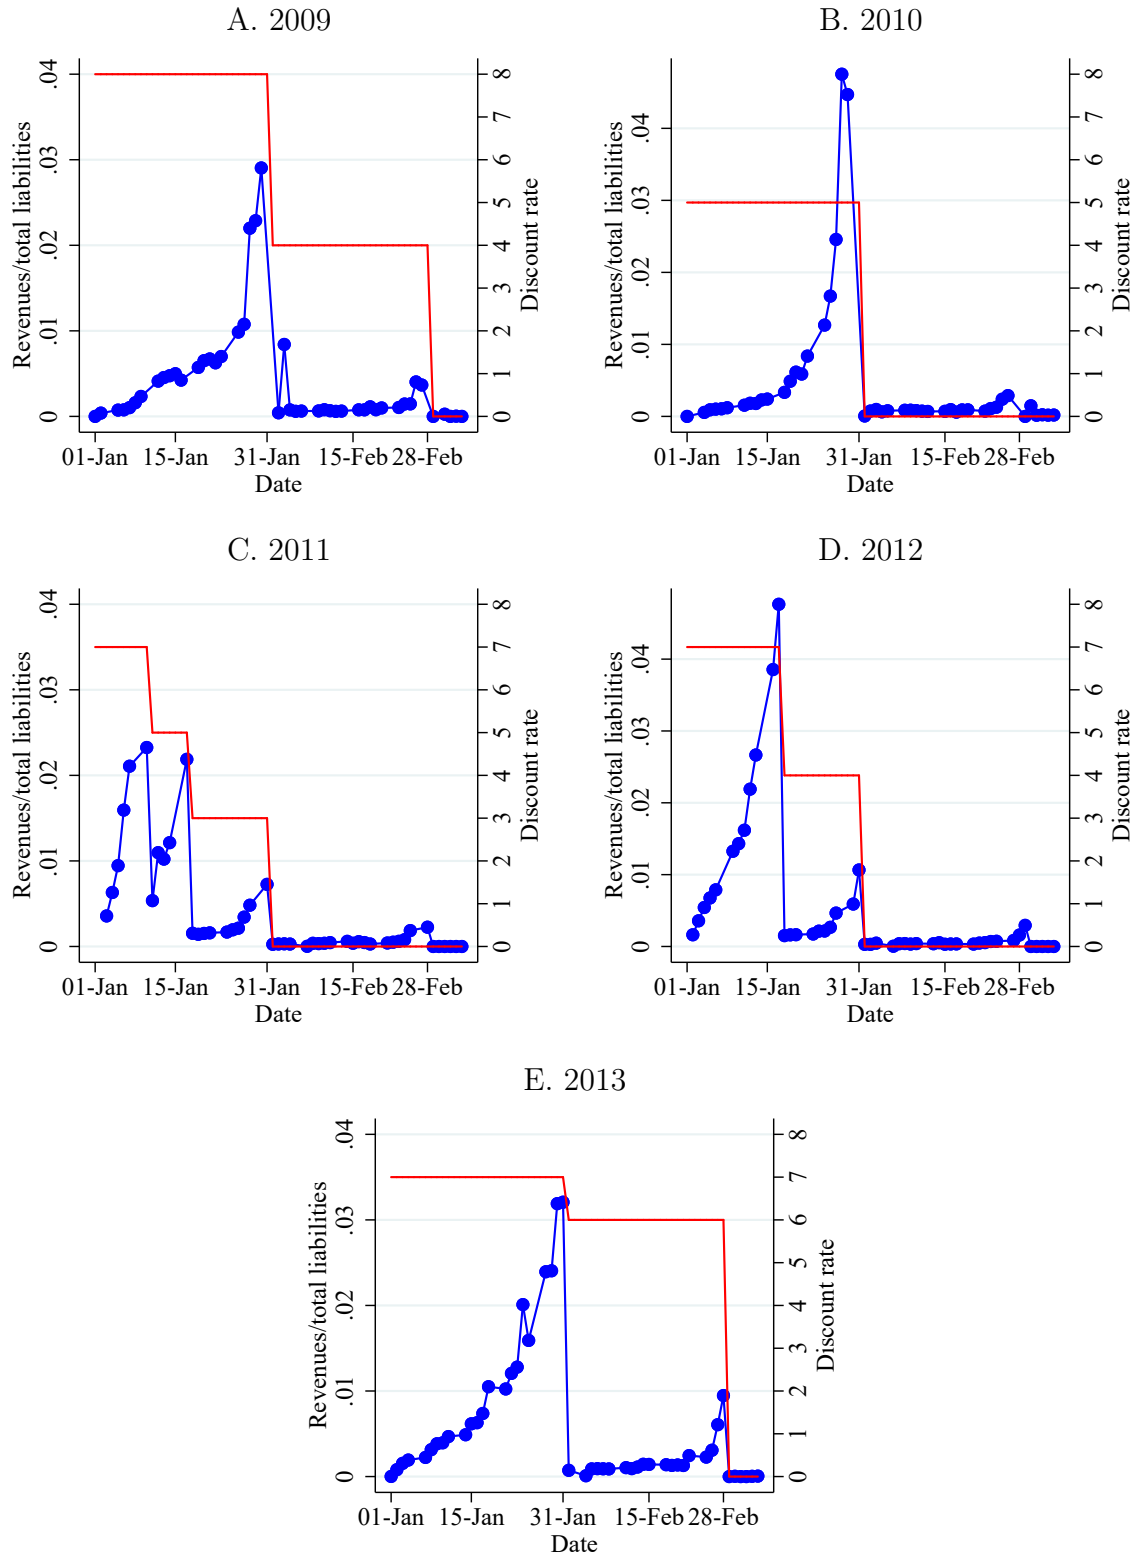 A. 2009
Revenues/total liabilities
0 .01 .02 .03 .04
0 1 2 3 4 5 6 7 8
Discount rate
01-Jan 15-Jan 31-Jan 15-Feb 28-Feb
Date
B. 2010
Revenues/total liabilities
0 .01 .02 .03 .04
0 1 2 3 4 5 6 7 8
Discount rate
01-Jan 15-Jan 31-Jan 15-Feb 28-Feb
Date
C. 2011
Revenues/total liabilities
0 .01 .02 .03 .04
0 1 2 3 4 5 6 7 8
Discount rate
01-Jan 15-Jan 31-Jan 15-Feb 28-Feb
Date
D. 2012
Revenues/total liabilities
0 .01 .02 .03 .04
0 1 2 3 4 5 6 7 8
Discount rate
01-Jan 15-Jan 31-Jan 15-Feb 28-Feb
Date
E. 2013
Revenues/total liabilities
0 .01 .02 .03 .04
0 1 2 3 4 5 6 7 8
Discount rate
01-Jan 15-Jan 31-Jan 15-Feb 28-Feb
Date